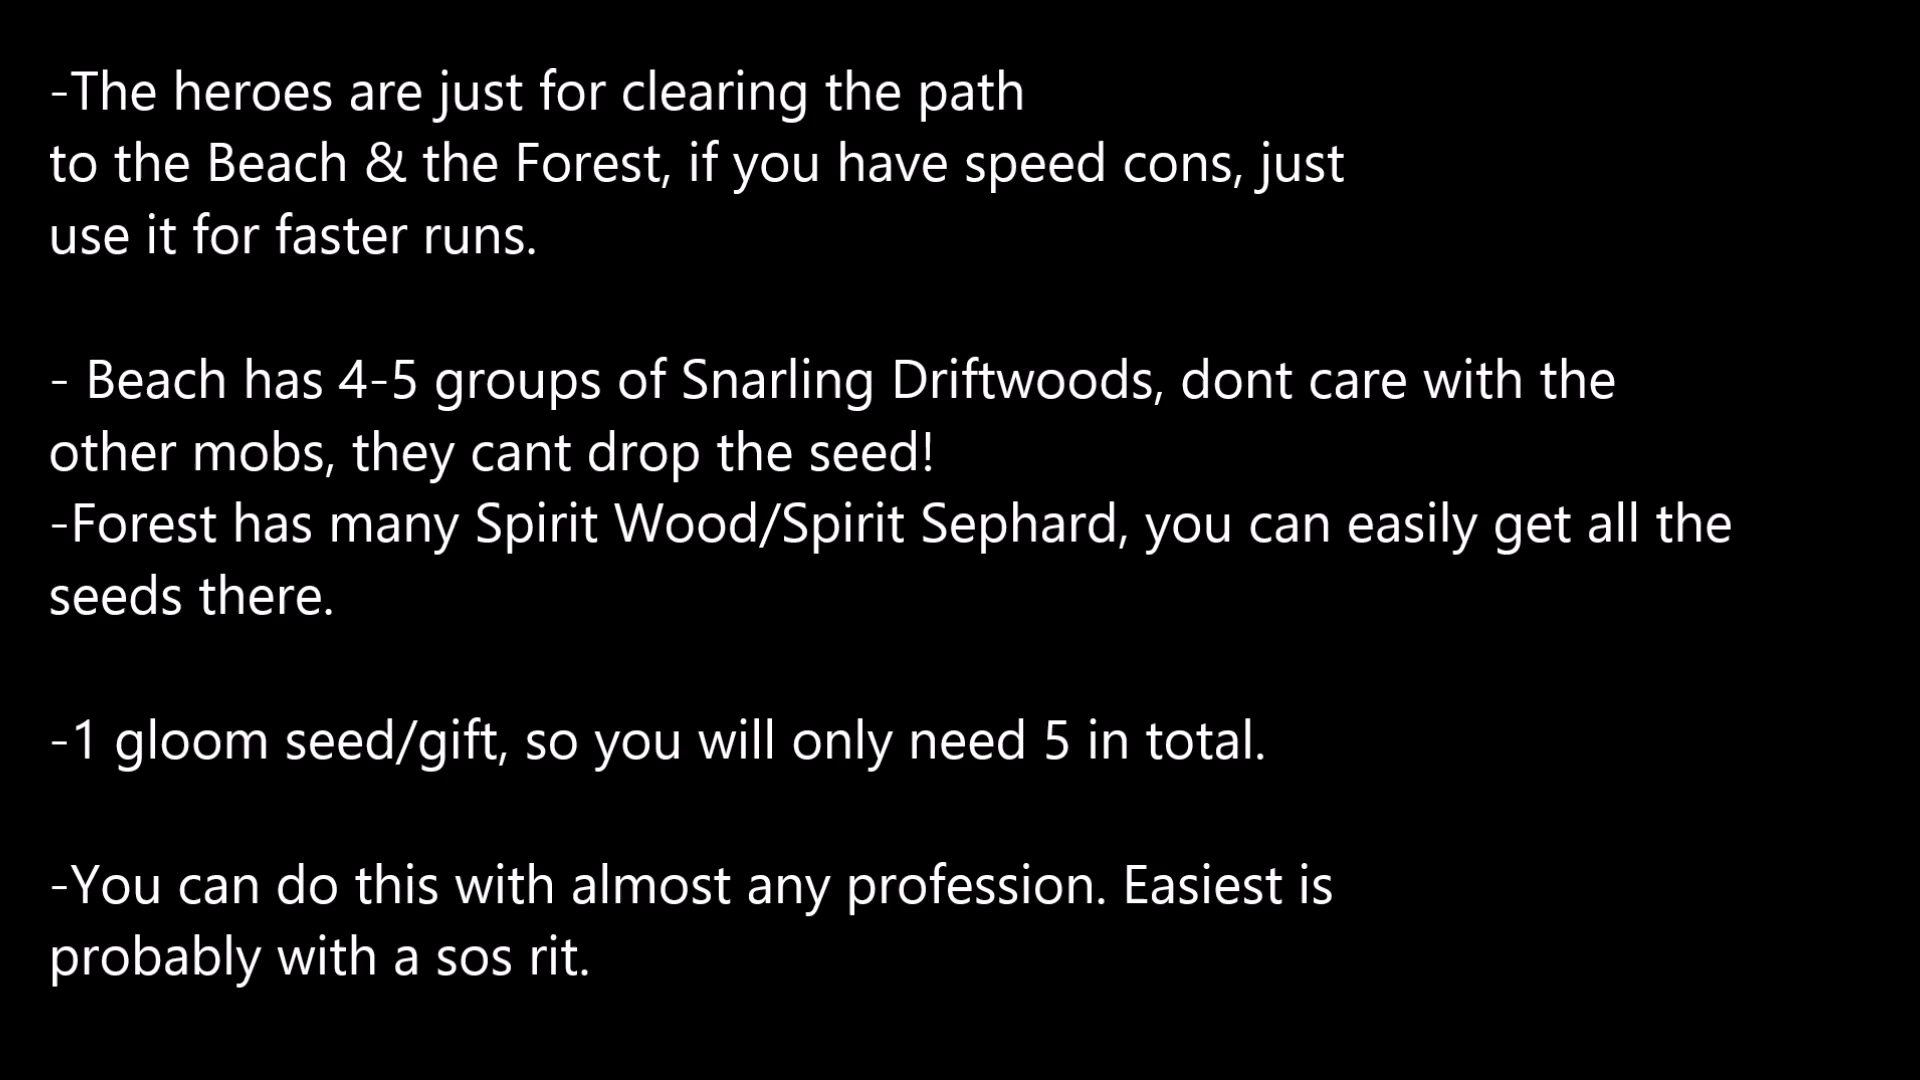 -The heroes are just for clearing the path
to the Beach & the Forest, if you have speed cons, just
use it for faster runs.
- Beach has 4-5 groups of Snarling Driftwoods, dont care with the
other mobs, they cant drop the seed!
-Forest has many Spirit Wood/Spirit Sephard, you can easily get all the
seeds there.
-1 gloom seed/gift, so you will only need 5 in total.
-You can do this with almost any profession. Easiest is
probably with a sos rit.